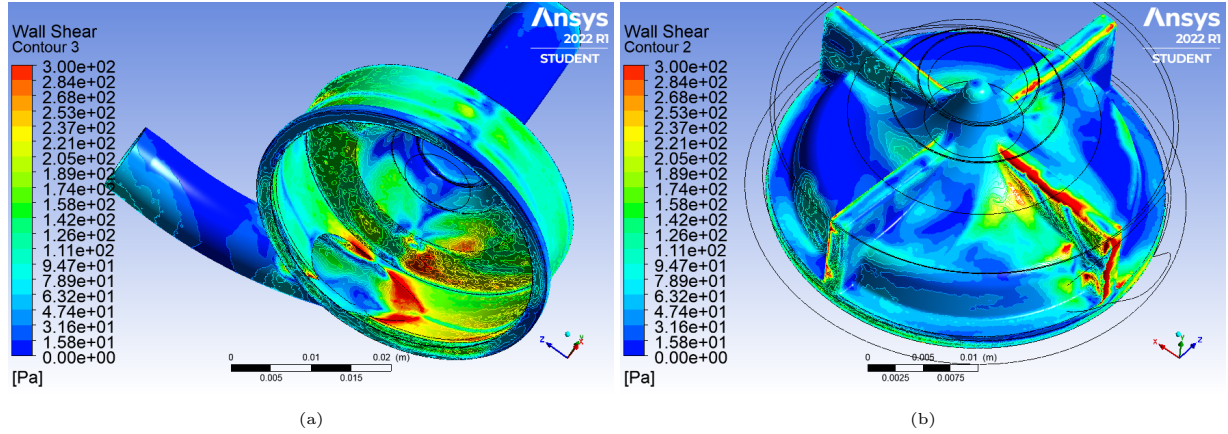 Wall Shear
Contour 3
3.00e+02
2.84e+02
2.68e+02
2.53e+02
2.37e+02
2.21e+02
2.05e+02
1.89e+02
1.74e+02
1.58e+02
1.42e+02
1.26e+02
1.11e+02
9.47e+01
7.89e+01
6.32e+01
4.74e+01
3.16e+01
1.58e+01
0.00e+00
[Pa]
Ansys
2022 R1
STUDENT
0
0.01
0.02
(m)
0.005
0.015
Z
Y
X
(a)
Wall Shear
Contour 2
3.00e+02
2.84e+02
2.68e+02
2.53e+02
2.37e+02
2.21e+02
2.05e+02
1.89e+02
1.74e+02
1.58e+02
1.42e+02
1.26e+02
1.11e+02
9.47e+01
7.89e+01
6.32e+01
4.74e+01
3.16e+01
1.58e+01
0.00e+00
[Pa]
Ansys
2022 R1
STUDENT
0
0.005
0.01
(m)
0.0025
0.0075
X
Y
Z
(b)